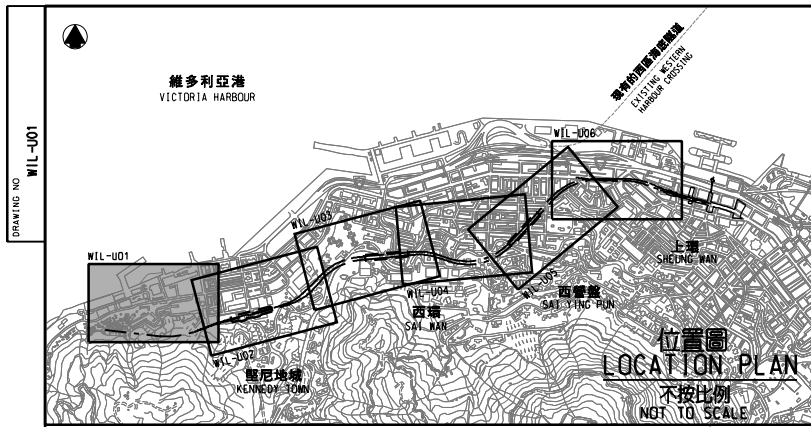 DRAWING NO
WIL-U01
維多利亞港
VICTORIA HARBOUR
現有的西區海底隧道
EXISTING WESTERN
HARBOUR CROSSING
WIL-U06
WIL-U03
WIL-U01
上環
SHEUNG WAN
WIL-U04
WIL-U05
西環
SAI WAN
西營盤
SAI YING PUN
WIL-U02
堅尼地城
KENNEDY TOWN
位置圖
LOCATION PLAN
不按比例
NOT TO SCALE